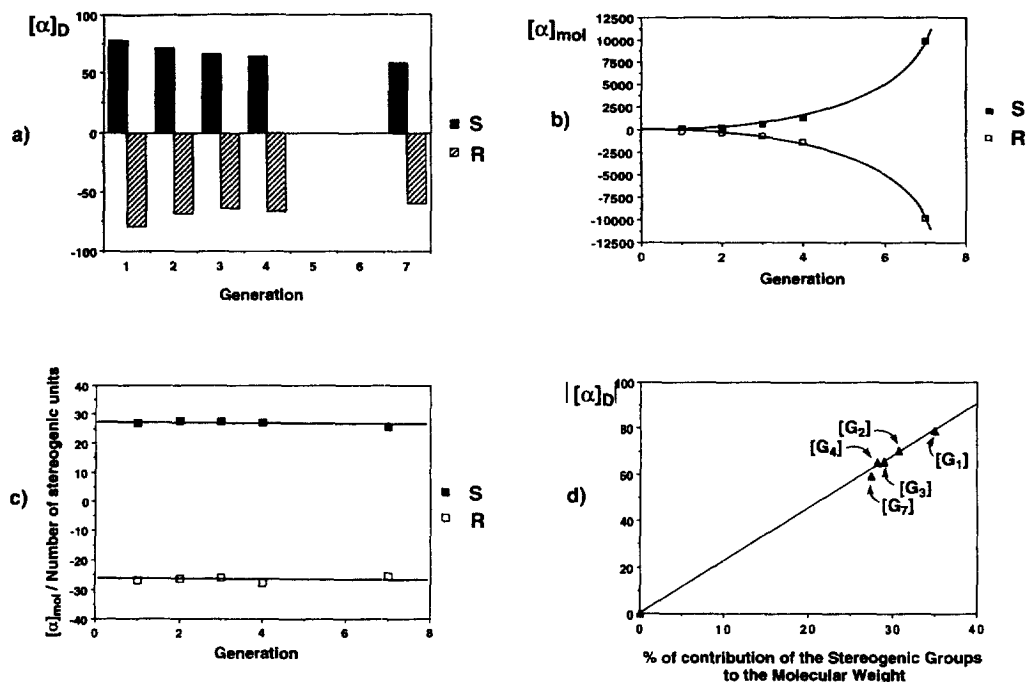 a)
[α]D
100
50
0
-50
-100
1 2 3 4 5 6 7
Generation
S
R
b)
[α]mol
12500
10000
7500
5000
2500
0
-2500
-5000
-7500
-10000
-12500
0 2 4 6 8
Generation
S
R
c)
[α]mol / Number of stereogenic units
40
30
20
10
0
-10
-20
-30
-40
0 2 4 6 8
Generation
S
R
d)
|[α]D|
100
80
60
40
20
0
[G2]
[G4]
[G1]
[G3]
[G7]
0 10 20 30 40
% of contribution of the Stereogenic Groups
to the Molecular Weight